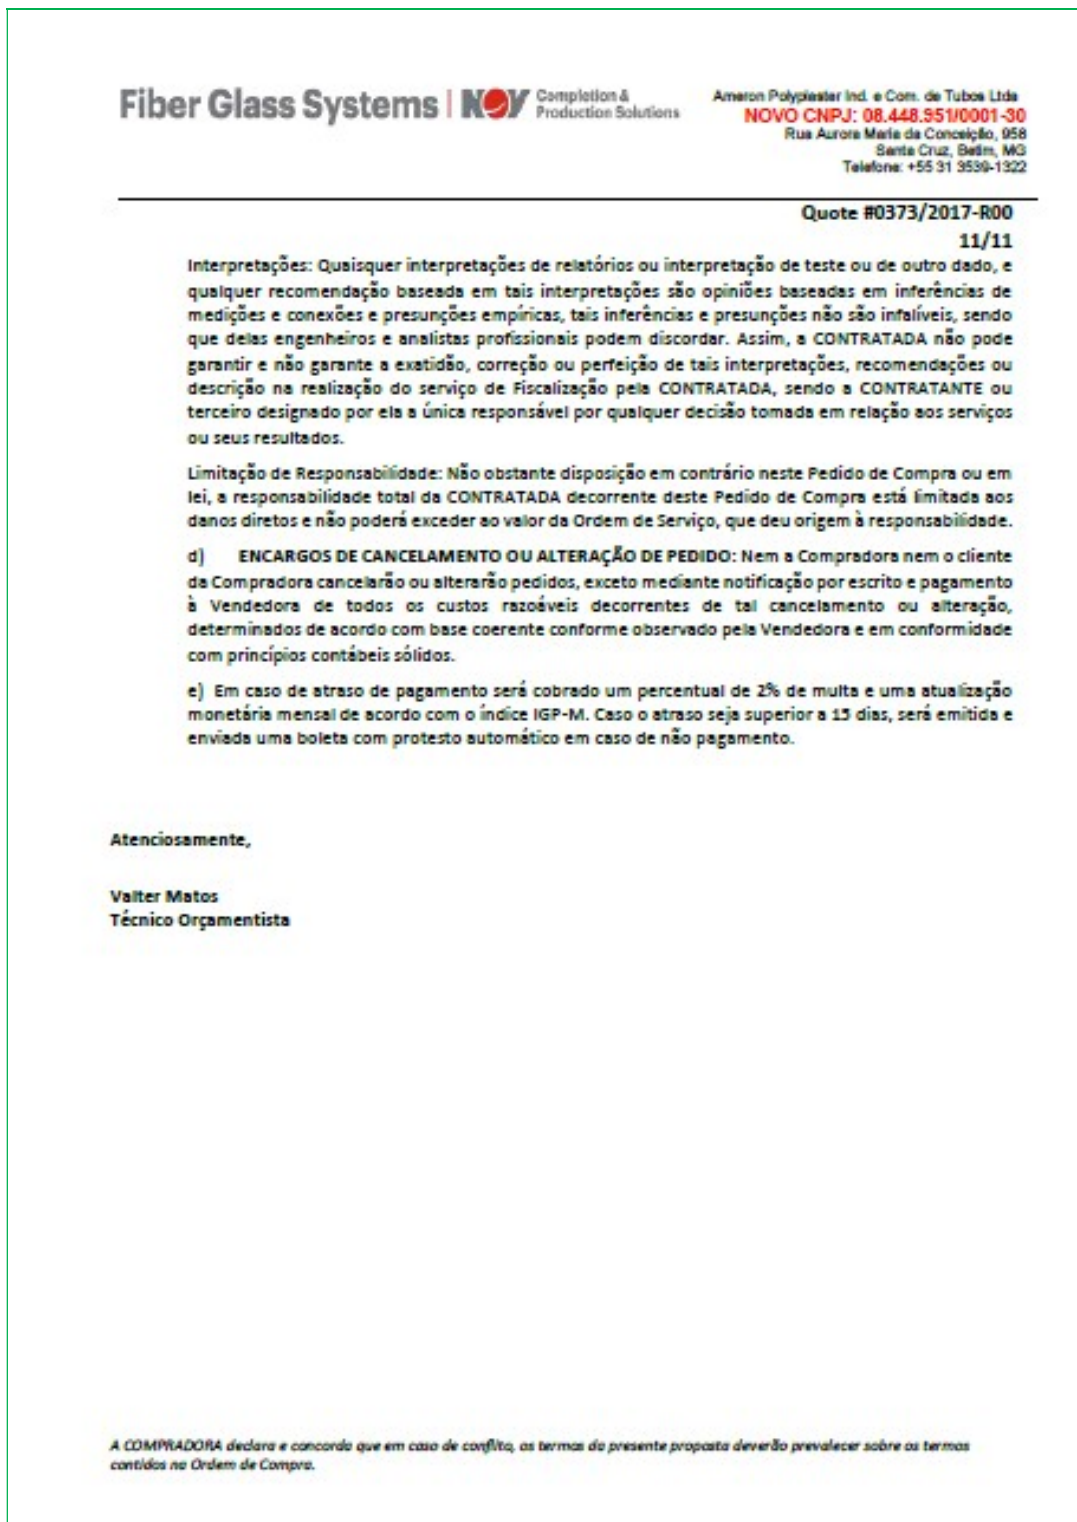 Fiber Glass Systems | NOV Completion &
Production Solutions
Ameron Polyplaster Ind. e Com. de Tubos Ltda
NOVO CNPJ: 08.448.951/0001-30
Rua Aurora Maria da Conceição, 958
Santa Cruz, Betim, MG
Telefone: +55 31 3539-1322
Quote #0373/2017-R00
11/11
Interpretações: Quaisquer interpretações de relatórios ou interpretação de teste ou de outro dado, e
qualquer recomendação baseada em tais interpretações são opiniões baseadas em inferências de
medições e conexões e presunções empíricas, tais inferências e presunções não são infalíveis, sendo
que delas engenheiros e analistas profissionais podem discordar. Assim, a CONTRATADA não pode
garantir e não garante a exatidão, correção ou perfeição de tais interpretações, recomendações ou
descrição na realização do serviço de Fiscalização pela CONTRATADA, sendo a CONTRATANTE ou
terceiro designado por ela a única responsável por qualquer decisão tomada em relação aos serviços
ou seus resultados.
Limitação de Responsabilidade: Não obstante disposição em contrário neste Pedido de Compra ou em
lei, a responsabilidade total da CONTRATADA decorrente deste Pedido de Compra está limitada aos
danos diretos e não poderá exceder ao valor da Ordem de Serviço, que deu origem à responsabilidade.
d) ENCARGOS DE CANCELAMENTO OU ALTERAÇÃO DE PEDIDO: Nem a Compradora nem o cliente
da Compradora cancelarão ou alterarão pedidos, exceto mediante notificação por escrito e pagamento
à Vendedora de todos os custos razoáveis decorrentes de tal cancelamento ou alteração,
determinados de acordo com base coerente conforme observado pela Vendedora e em conformidade
com princípios contábeis sólidos.
e) Em caso de atraso de pagamento será cobrado um percentual de 2% de multa e uma atualização
monetária mensal de acordo com o índice IGP-M. Caso o atraso seja superior a 15 dias, será emitida e
enviada uma boleta com protesto automático em caso de não pagamento.
Atenciosamente,
Valter Matos
Técnico Orçamentista
A COMPRADORA declara e concorda que em caso de conflito, os termos da presente proposta deverão prevalecer sobre os termos
contidos na Ordem de Compra.